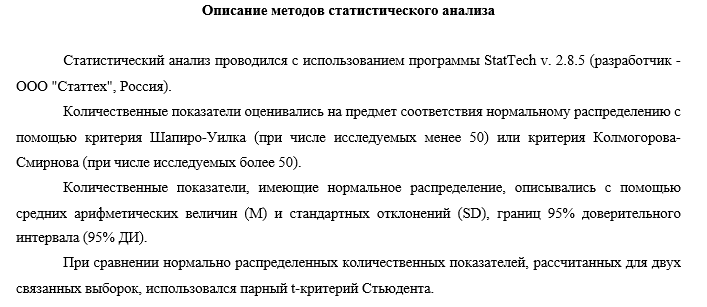 Описание методов статистического анализа
Статистический анализ проводился с использованием программы StatTech v. 2.8.5 (разработчик -
ООО "Статтех", Россия).
Количественные показатели оценивались на предмет соответствия нормальному распределению с
помощью критерия Шапиро-Уилка (при числе исследуемых менее 50) или критерия Колмогорова-
Смирнова (при числе исследуемых более 50).
Количественные показатели, имеющие нормальное распределение, описывались с помощью
средних арифметических величин (M) и стандартных отклонений (SD), границ 95% доверительного
интервала (95% ДИ).
При сравнении нормально распределенных количественных показателей, рассчитанных для двух
связанных выборок, использовался парный t-критерий Стьюдента.